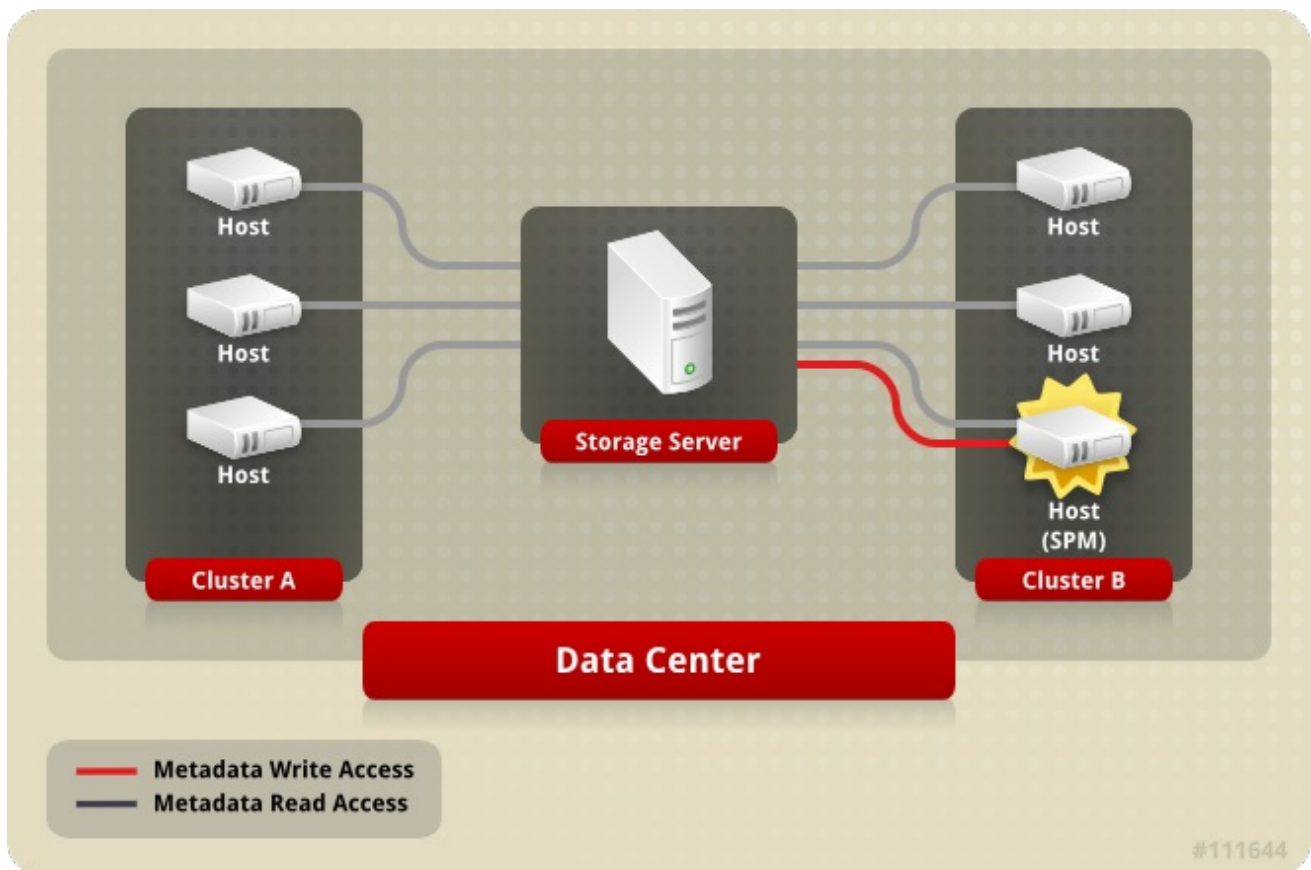 Host
Host
Host
Cluster A
Storage Server
Host
Host
Host
(SPM)
Cluster B
Data Center
Metadata Write Access
Metadata Read Access
#111644